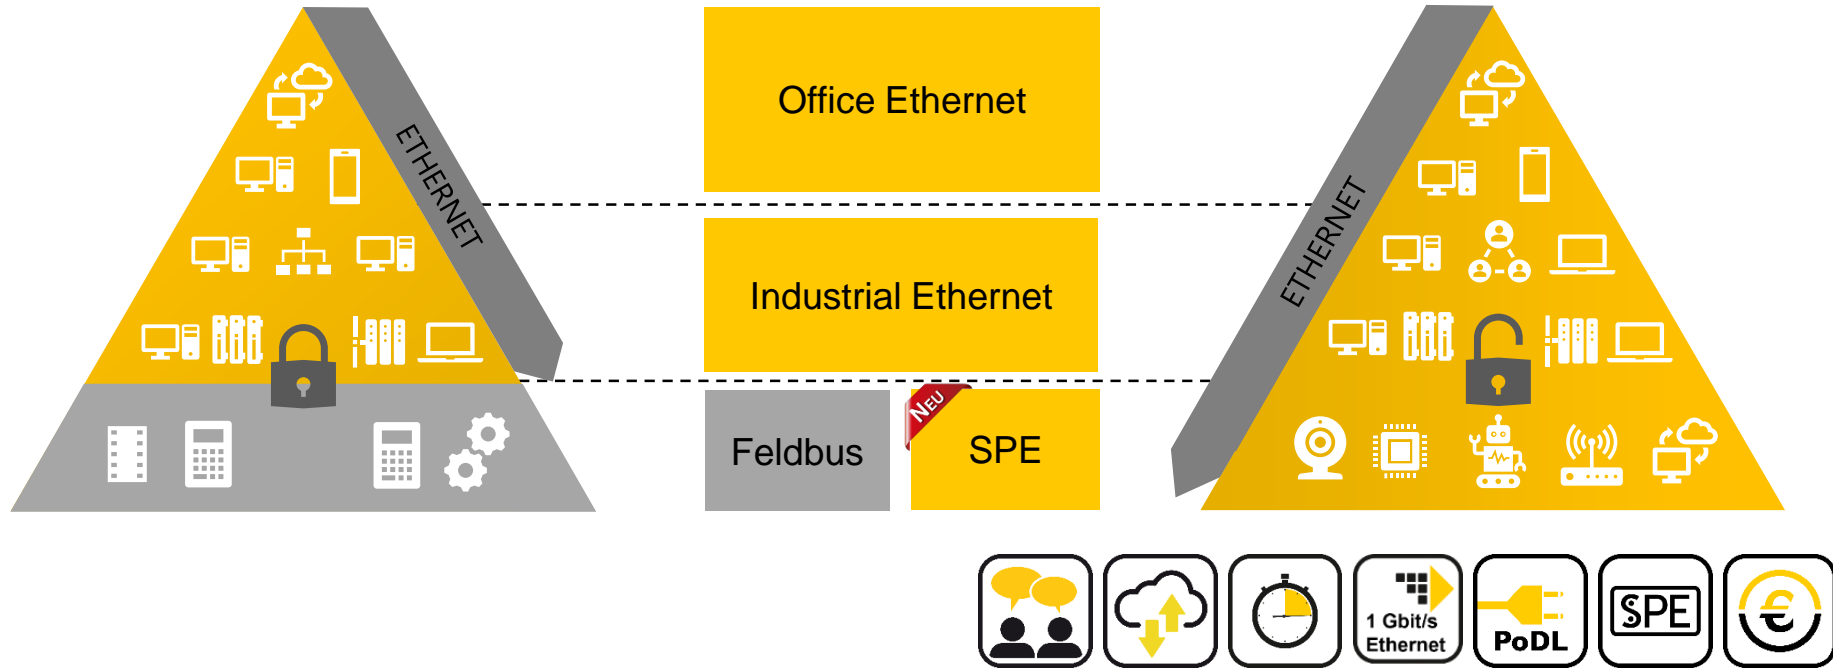 ETHERNET
Office Ethernet
ETHERNET
Industrial Ethernet
Feldbus
NEU
SPE
1 Gbit/s
Ethernet
PoDL
SPE
€